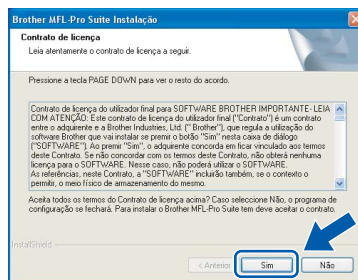 Brother MFL-Pro Suite Instalação
Contrato de licença
Leia atentamente o contrato de licença a seguir.
Pressione a tecla PAGE DOWN para ver o resto do acordo.
Contrato de licença do utilizador final para SOFTWARE BROTHER IMPORTANTE - LEIA
COM ATENÇÃO: Este contrato de licença do utilizador final ("Contrato") é um contrato
entre o adquirente e a Brother Industries, Ltd. ("Brother"), que regula a utilização do
software Brother que vai instalar se premir o botão "Sim" nesta caixa de diálogo
("SOFTWARE"). Ao premir "Sim", o adquirente concorda em ficar vinculado aos termos
deste Contrato. Se não concordar com os termos deste Contrato, não obterá nenhuma
licença para o SOFTWARE. Nesse caso, não poderá utilizar o SOFTWARE.
As referências, neste Contrato, a "SOFTWARE" incluirão também, se o contexto o
permitir, o meio físico de armazenamento do mesmo.
Aceita todos os termos do Contrato de licença acima? Caso seleccione Não, o programa de
configuração se fechará. Para instalar o Brother MFL-Pro Suite tem deve aceitar o contrato.
InstallShield
< Anterior
Sim
Não